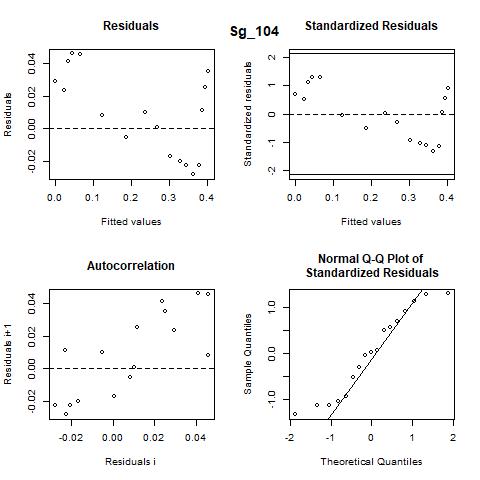 Sg_104
Residuals
Residuals
-0.02 0.00 0.02 0.04
0.0 0.1 0.2 0.3 0.4
Fitted values
Standardized Residuals
Standardized residuals
-2 -1 0 1 2
0.0 0.1 0.2 0.3 0.4
Fitted values
Autocorrelation
Residuals i+1
-0.02 0.00 0.02 0.04
-0.02 0.00 0.02 0.04
Residuals i
Normal Q-Q Plot of
Standardized Residuals
Sample Quantiles
-1.0 0.0 1.0
-2 -1 0 1 2
Theoretical Quantiles